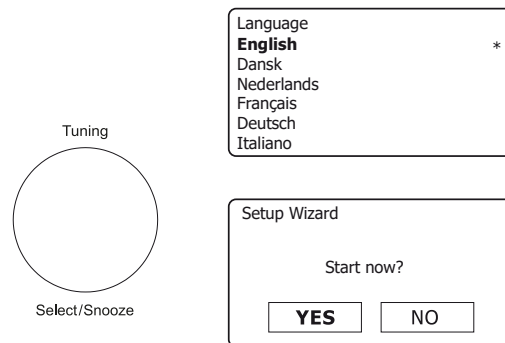 Language
English *
Dansk
Nederlands
Français
Deutsch
Italiano
Tuning
Select/Snooze
Setup Wizard
Start now?
YES NO